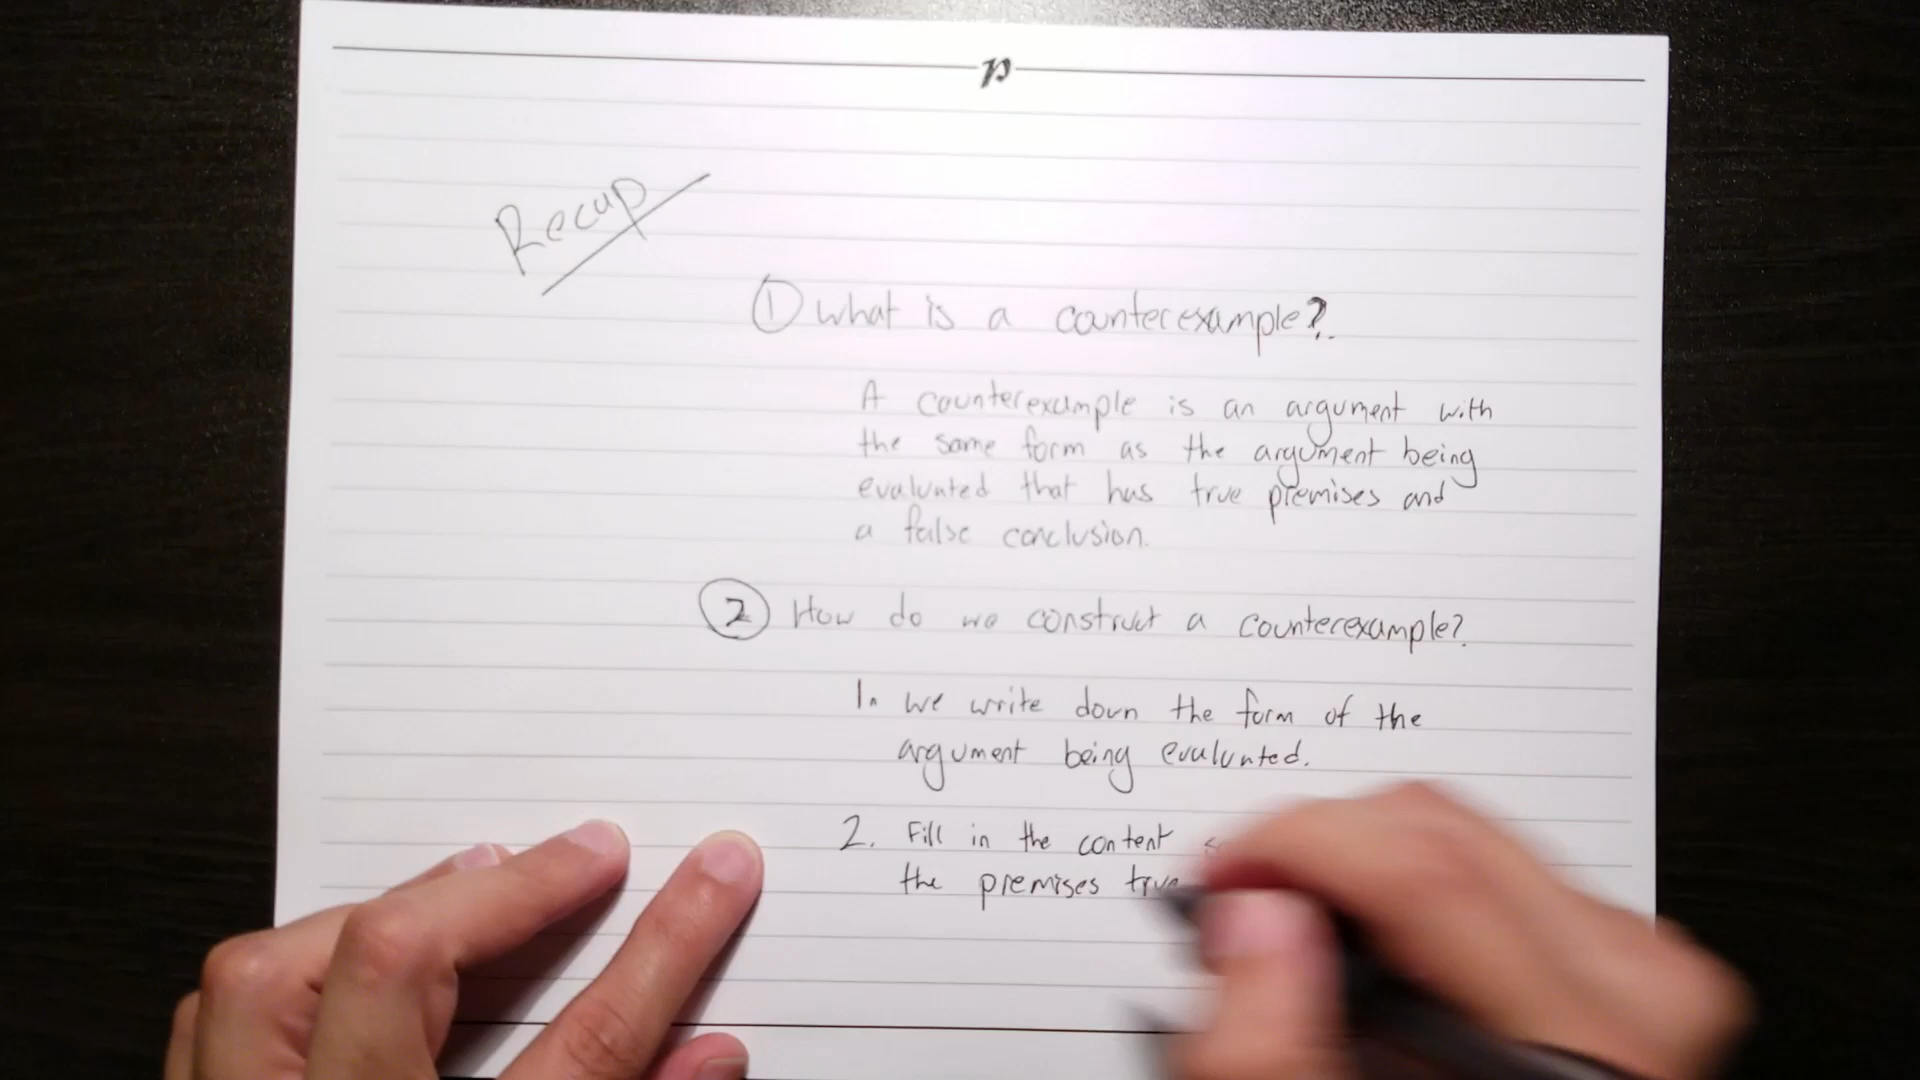 p
Recap
① What is a counterexample?
A counterexample is an argument with
the same form as the argument being
evaluated that has true premises and
a false conclusion.
② How do we construct a counterexample?
1. We write down the form of the
argument being evaluated.
2. Fill in the content
the premises true